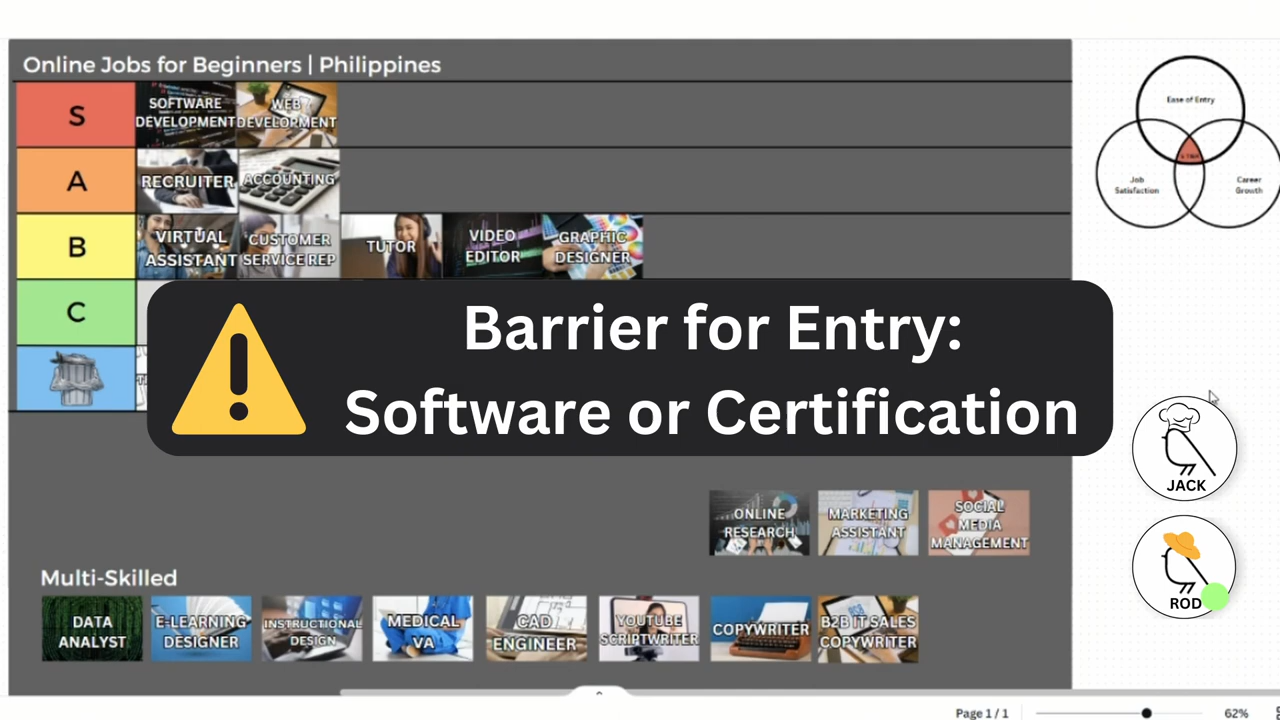 Online Jobs for Beginners | Philippines
S
SOFTWARE
DEVELOPMENT
WEB
DEVELOPMENT
A
RECRUITER
ACCOUNTING
B
VIRTUAL
ASSISTANT
CUSTOMER
SERVICE REP
TUTOR
VIDEO
EDITOR
GRAPHIC
DESIGNER
C
Barrier for Entry:
Software or Certification
ONLINE
RESEARCH
MARKETING
ASSISTANT
SOCIAL
MEDIA
MANAGEMENT
Multi-Skilled
DATA
ANALYST
E-LEARNING
DESIGNER
INSTRUCTIONAL
DESIGN
MEDICAL
VA
CAD
ENGINEER
YOUTUBE
SCRIPTWRITER
COPYWRITER
B2B IT SALES
COPYWRITER
Ease of Entry
Job
Satisfaction
Career
Growth
JACK
ROD
Page 1 / 1
62%